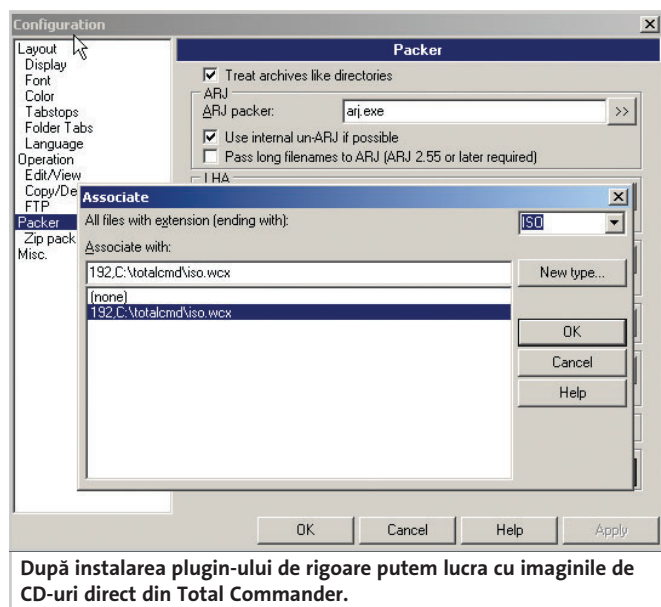 Configuration
Layout
Display
Font
Color
Tabstops
Folder Tabs
Language
Operation
Edit/View
Copy/De
FTP
Packer
Zip pack
Misc.
Packer
Treat archives like directories
ARJ
ARJ packer:
arj.exe
>>
Use internal un-ARJ if possible
Pass long filenames to ARJ (ARJ 2.55 or later required)
LHA
Associate
All files with extension (ending with):
ISO
Associate with:
192,C:\totalcmd\iso.wcx
New type...
(none)
192,C:\totalcmd\iso.wcx
OK
Cancel
Help
OK
Cancel
Help
Apply
După instalarea plugin-ului de rigoare putem lucra cu imaginile de
CD-uri direct din Total Commander.